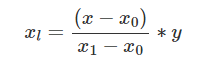 x_l = \frac{(x - x_0)}{x_1 - x_0} * y